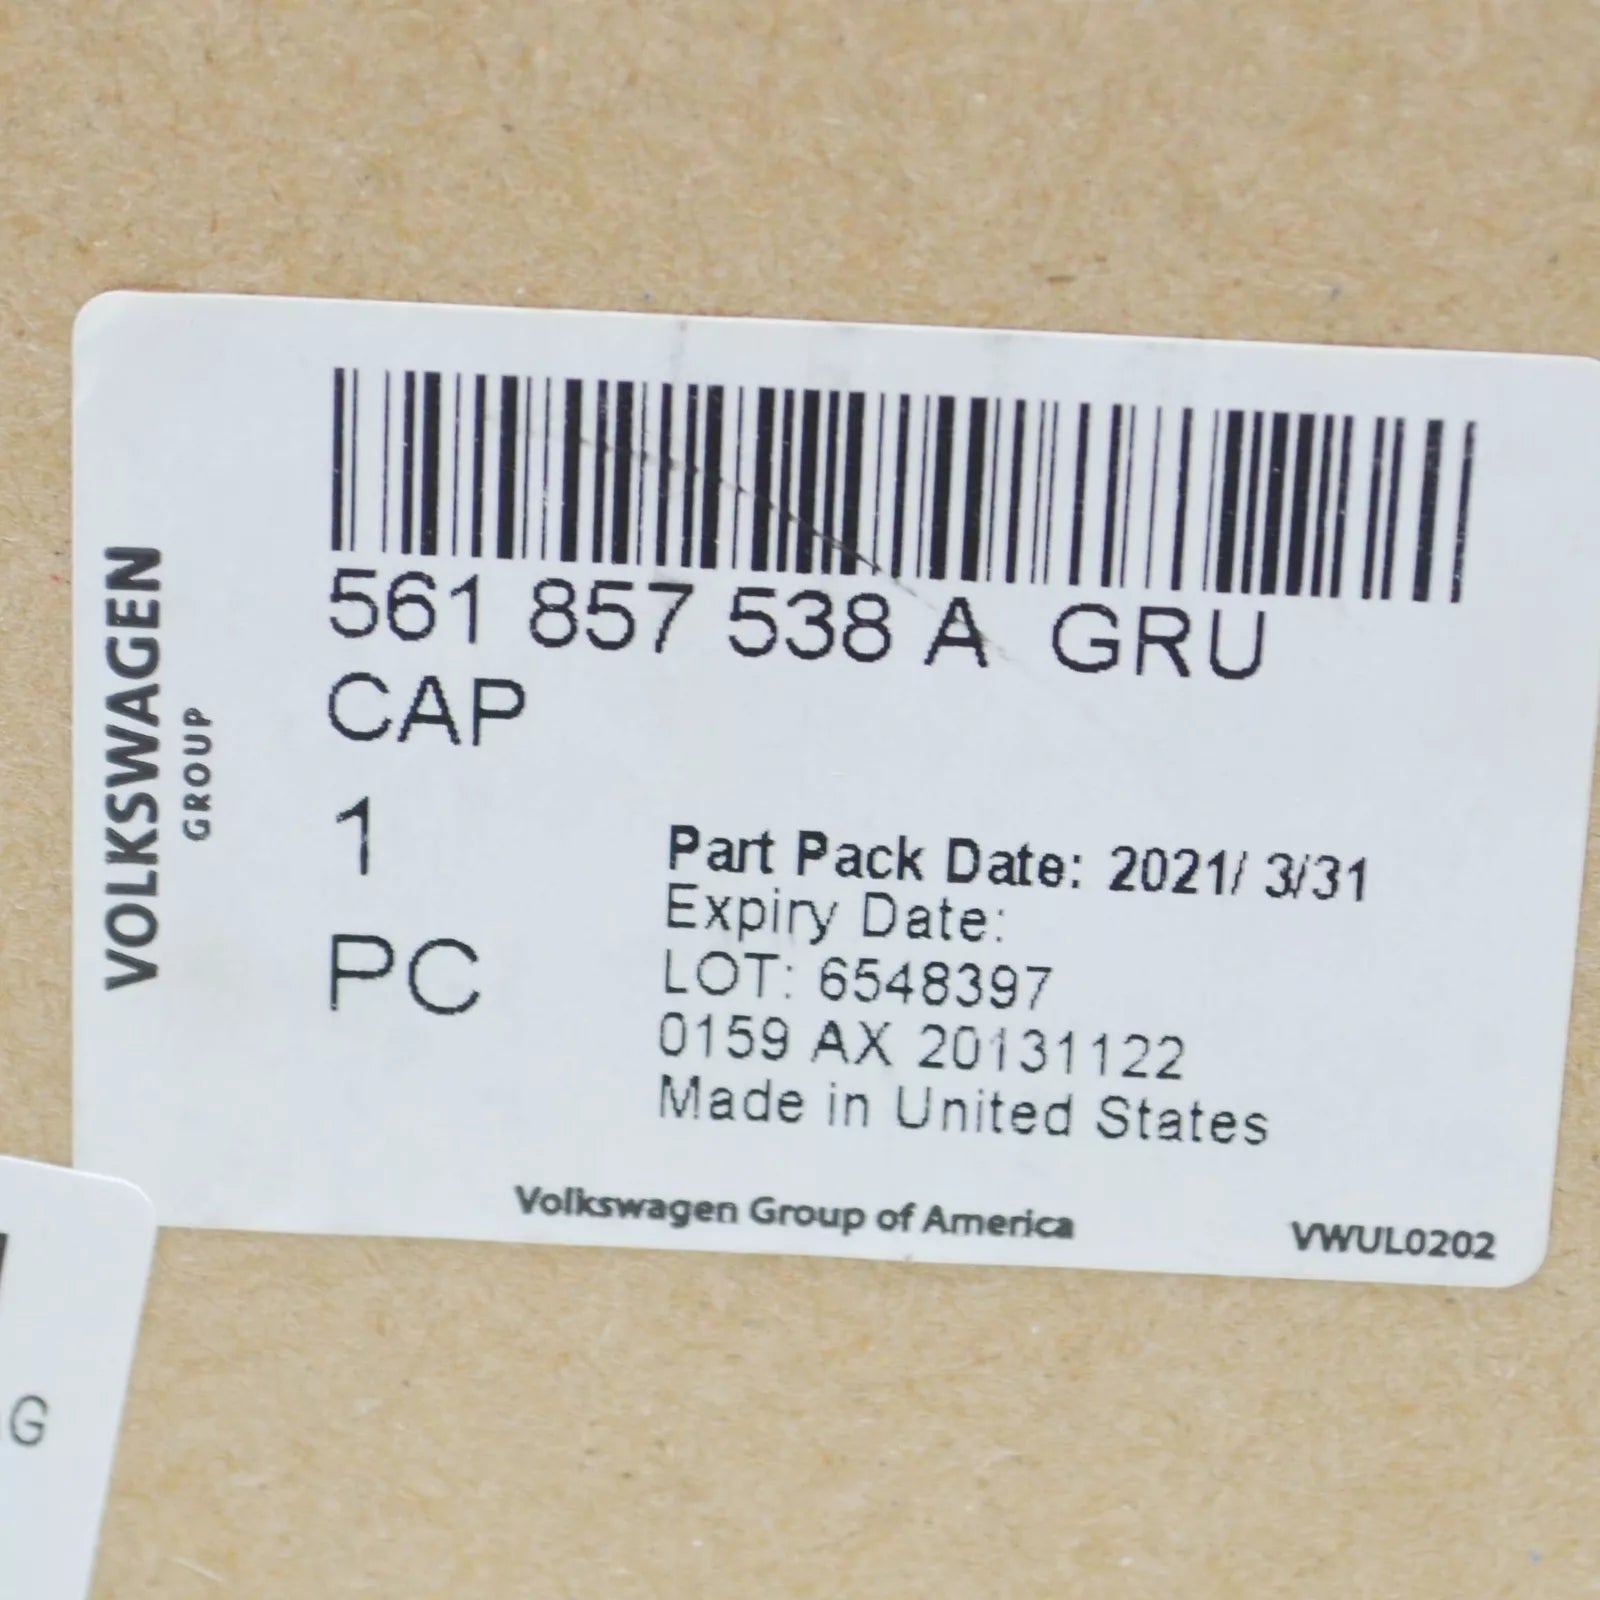 VOLKSWAGEN
GROUP
561 857 538 A GRU
CAP
1
PC
Part Pack Date: 2021/ 3/31
Expiry Date:
LOT: 6548397
0159 AX 20131122
Made in United States
Volkswagen Group of America
VWUL0202
G